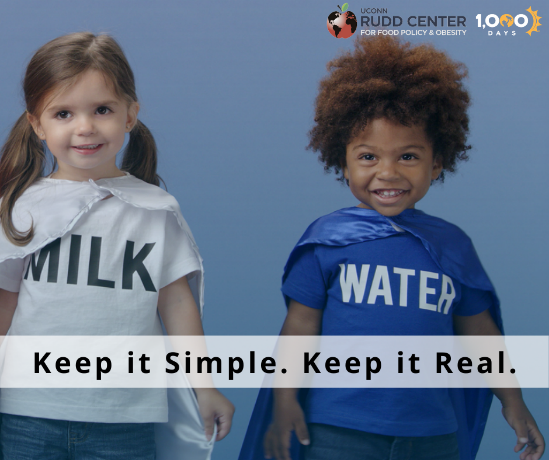 UCONN
RUDD CENTER
FOR FOOD POLICY & OBESITY
1,000
DAYS
MILK
WATER
Keep it Simple. Keep it Real.